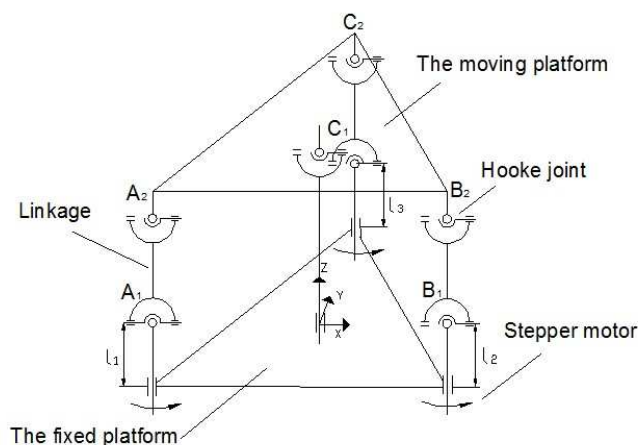 C2
The moving platform
C1
Hooke joint
A2
B2
l3
Linkage
Z
A1
B1
Y
X
Stepper motor
l1
l2
The fixed platform